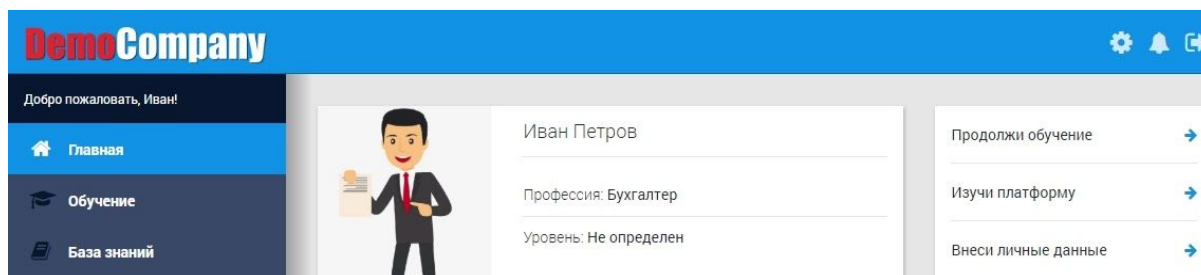 DemoCompany
Добро пожаловать, Иван!
Главная
Обучение
База знаний
Иван Петров
Профессия: Бухгалтер
Уровень: Не определен
Продолжи обучение
Изучи платформу
Внеси личные данные